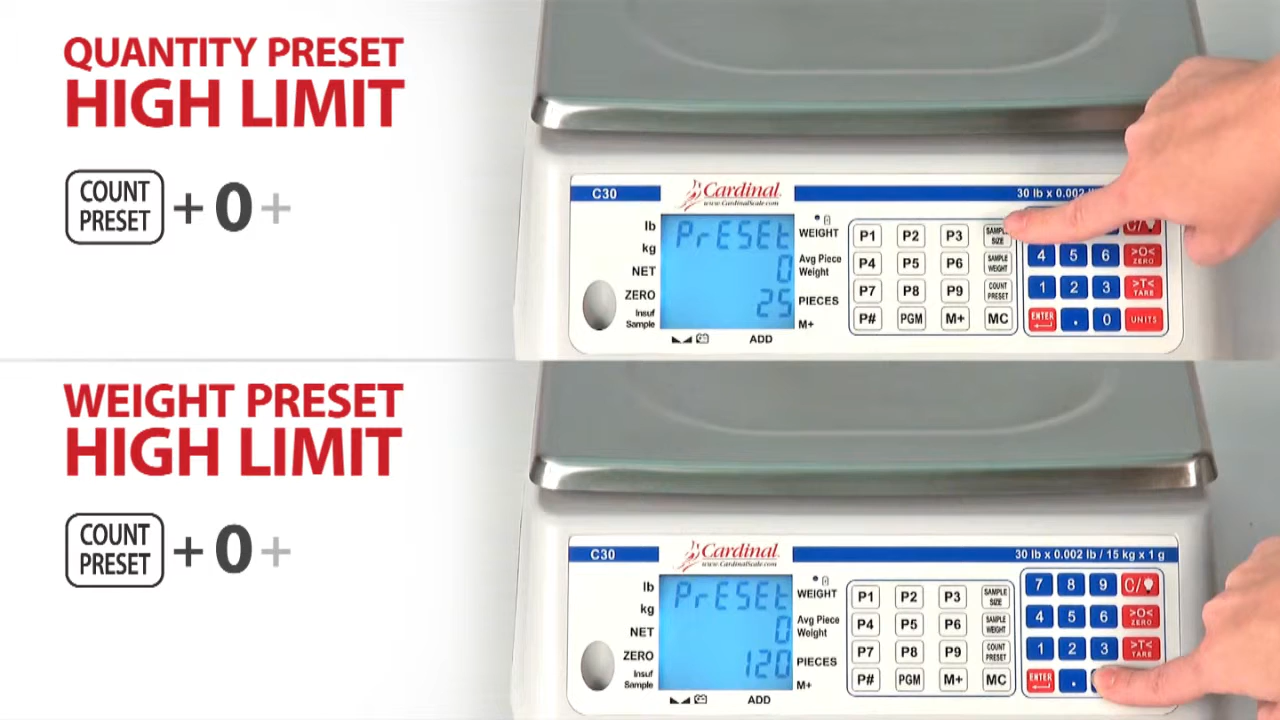 QUANTITY PRESET
HIGH LIMIT
COUNT
PRESET + 0 +
C30
Cardinal
www.CardinalScale.com
30 lb x 0.002 lb
lb
kg
NET
ZERO
Insuf
Sample
ADD
PrESEt
0
25
WEIGHT
Avg Piece
Weight
PIECES
M+
P1 P2 P3 SAMPLE SIZE
P4 P5 P6 SAMPLE WEIGHT
P7 P8 P9 COUNT PRESET
P# PGM M+ MC
C/
4 5 6 >0< ZERO
1 2 3 >T< TARE
ENTER . 0 UNITS
WEIGHT PRESET
HIGH LIMIT
COUNT
PRESET + 0 +
C30
Cardinal
www.CardinalScale.com
30 lb x 0.002 lb / 15 kg x 1 g
lb
kg
NET
ZERO
Insuf
Sample
ADD
PrESEt
0
120
WEIGHT
Avg Piece
Weight
PIECES
M+
P1 P2 P3 SAMPLE SIZE
P4 P5 P6 SAMPLE WEIGHT
P7 P8 P9 COUNT PRESET
P# PGM M+ MC
7 8 9 C/
4 5 6 >0< ZERO
1 2 3 >T< TARE
ENTER .